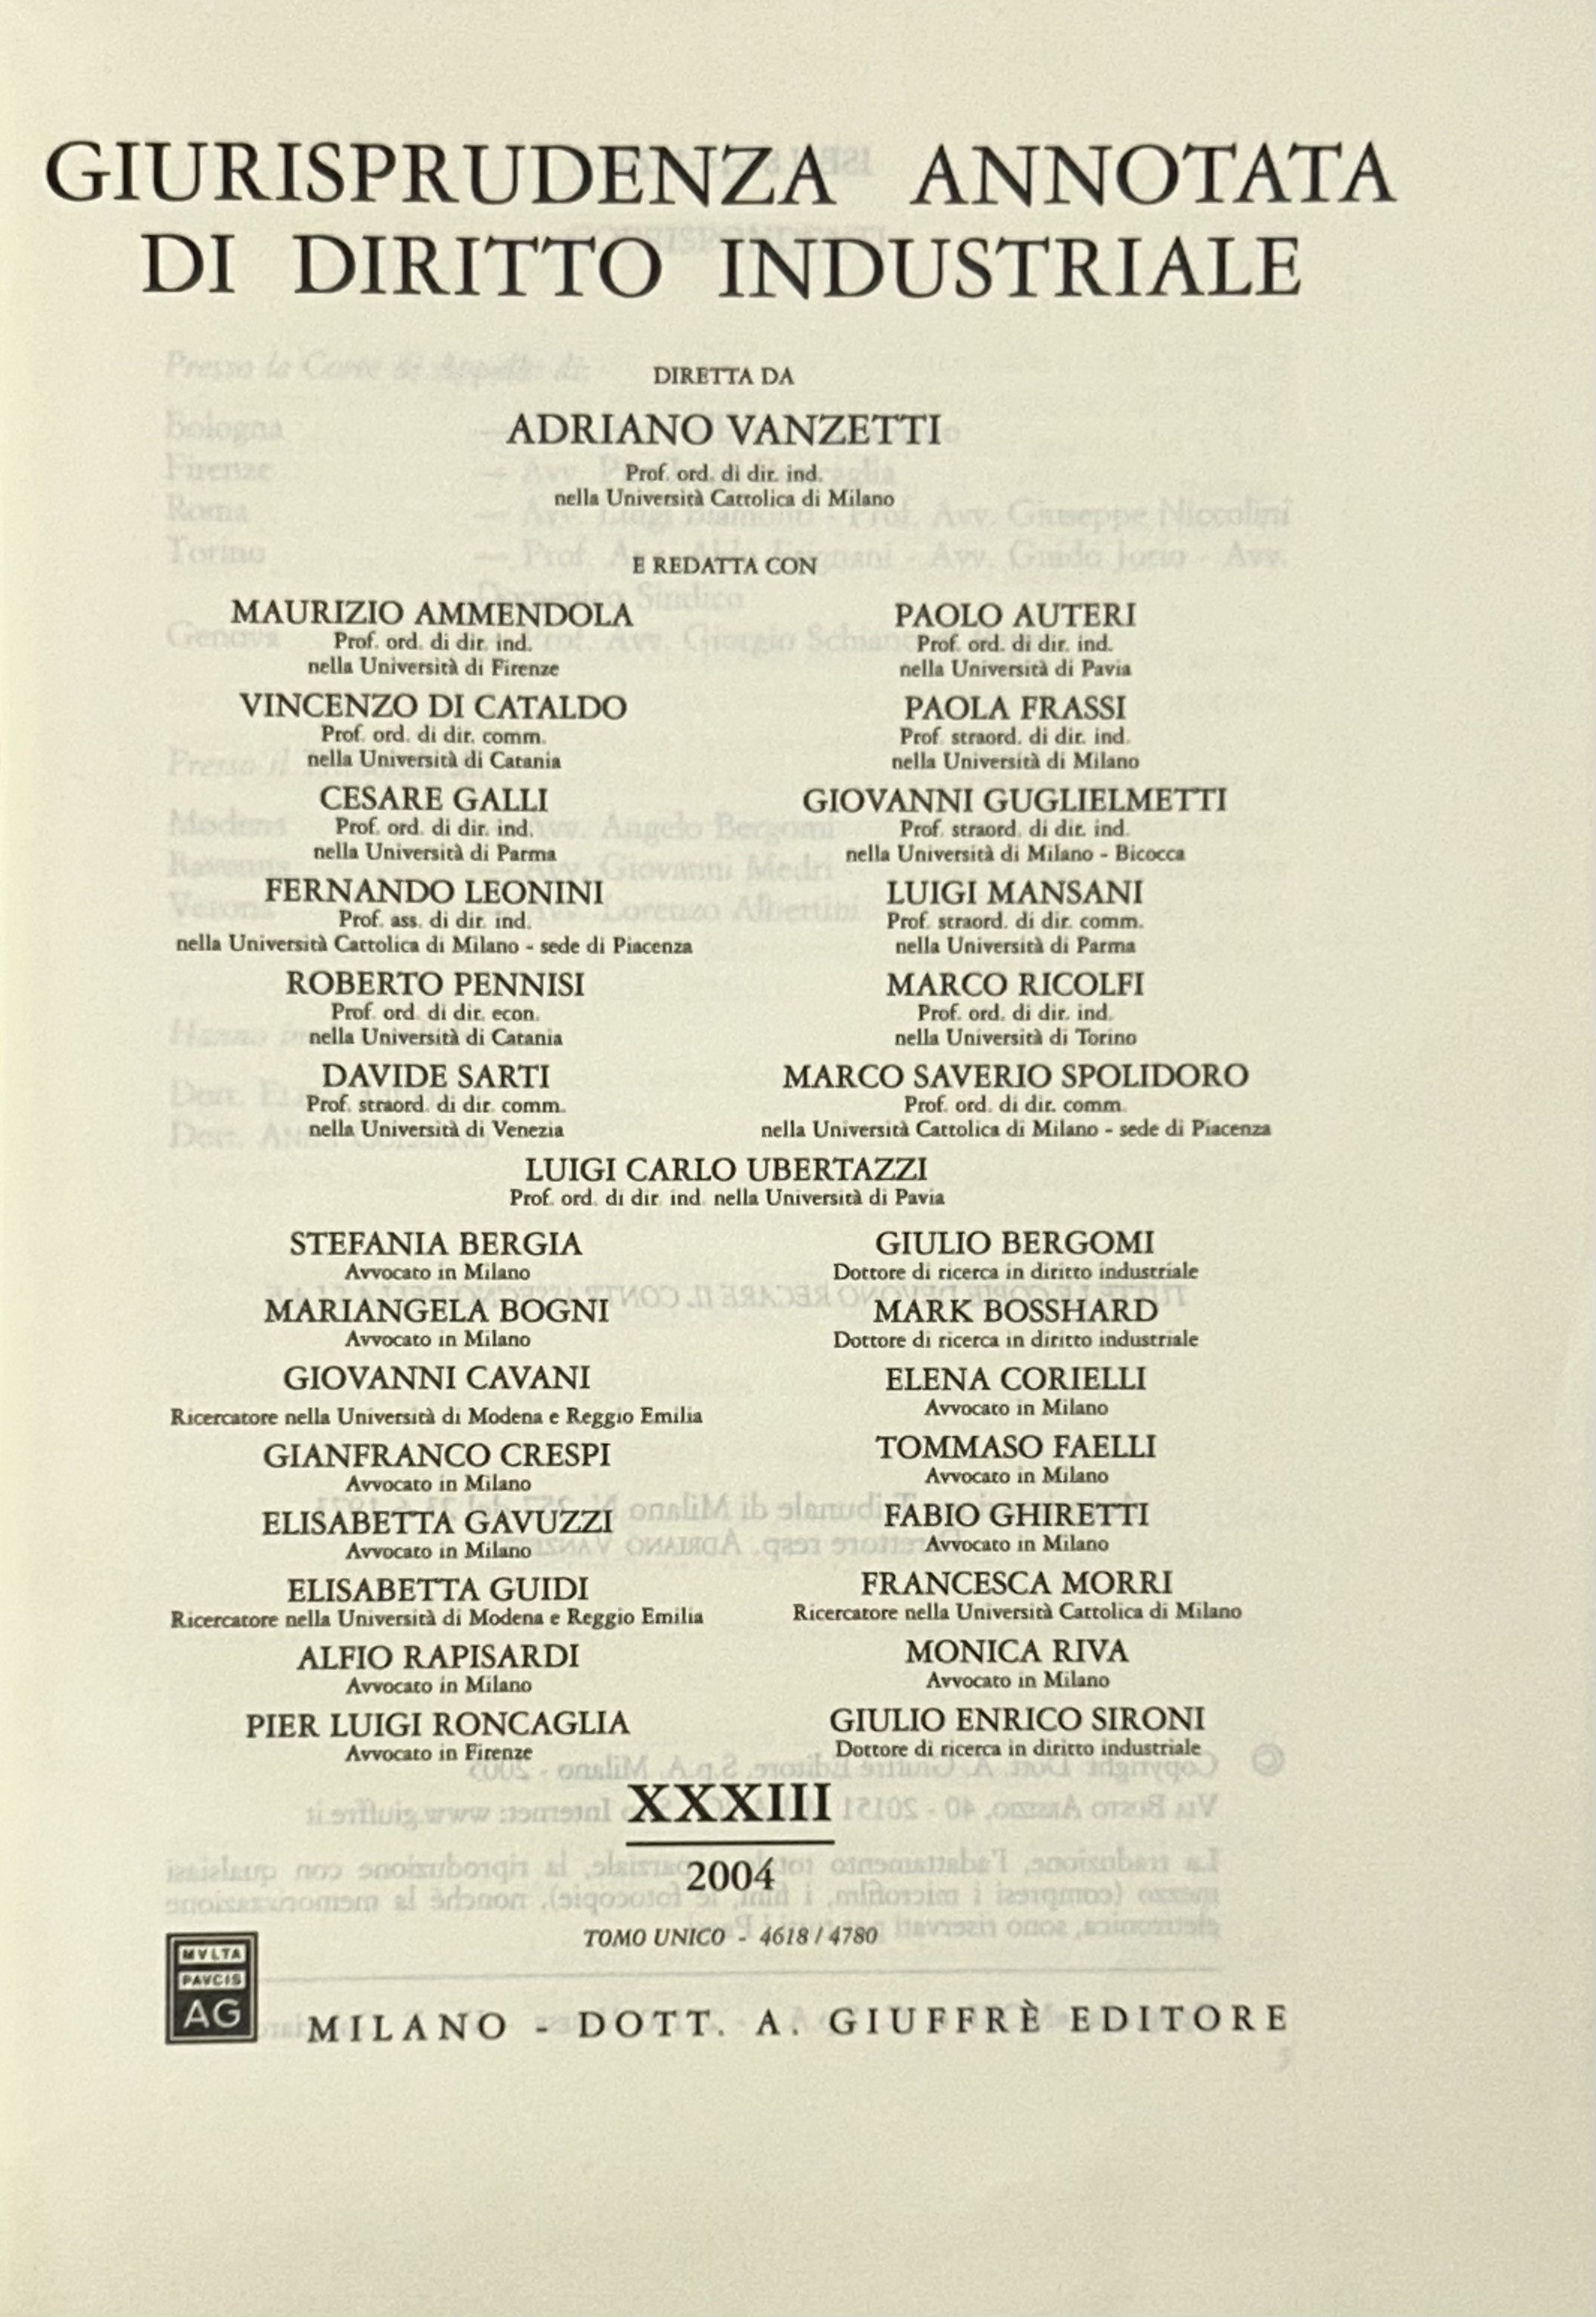 GIURISPRUDENZA ANNOTATA
DI DIRITTO INDUSTRIALE
DIRETTA DA
ADRIANO VANZETTI
Prof. ord. di dir. ind.
nella Università Cattolica di Milano
E REDATTA CON
MAURIZIO AMMENDOLA
Prof. ord. di dir. ind.
nella Università di Firenze
PAOLO AUTERI
Prof. ord. di dir. ind.
nella Università di Pavia
VINCENZO DI CATALDO
Prof. ord. di dir. comm.
nella Università di Catania
PAOLA FRASSI
Prof. straord. di dir. ind.
nella Università di Milano
CESARE GALLI
Prof. ord. di dir. ind.
nella Università di Parma
GIOVANNI GUGLIELMETTI
Prof. straord. di dir. ind.
nella Università di Milano - Bicocca
FERNANDO LEONINI
Prof. ass. di dir. ind.
nella Università Cattolica di Milano - sede di Piacenza
LUIGI MANSANI
Prof. straord. di dir. comm.
nella Università di Parma
ROBERTO PENNISI
Prof. ord. di dir. econ.
nella Università di Catania
MARCO RICOLFI
Prof. ord. di dir. ind.
nella Università di Torino
DAVIDE SARTI
Prof. straord. di dir. comm.
nella Università di Venezia
MARCO SAVERIO SPOLIDORO
Prof. ord. di dir. comm.
nella Università Cattolica di Milano - sede di Piacenza
LUIGI CARLO UBERTAZZI
Prof. ord. di dir. ind. nella Università di Pavia
STEFANIA BERGIA
Avvocato in Milano
GIULIO BERGOMI
Dottore di ricerca in diritto industriale
MARIANGELA BOGNI
Avvocato in Milano
MARK BOSSHARD
Dottore di ricerca in diritto industriale
GIOVANNI CAVANI
Ricercatore nella Università di Modena e Reggio Emilia
ELENA CORIELLI
Avvocato in Milano
GIANFRANCO CRESPI
Avvocato in Milano
TOMMASO FAELLI
Avvocato in Milano
ELISABETTA GAVUZZI
Avvocato in Milano
FABIO GHIRETTI
Avvocato in Milano
ELISABETTA GUIDI
Ricercatore nella Università di Modena e Reggio Emilia
FRANCESCA MORRI
Ricercatore nella Università Cattolica di Milano
ALFIO RAPISARDI
Avvocato in Milano
MONICA RIVA
Avvocato in Milano
PIER LUIGI RONCAGLIA
Avvocato in Firenze
GIULIO ENRICO SIRONI
Dottore di ricerca in diritto industriale
XXXIII
2004
TOMO UNICO - 4618 / 4780
MVLTA
PAVCIS
AG
MILANO - DOTT. A. GIUFFRÈ EDITORE